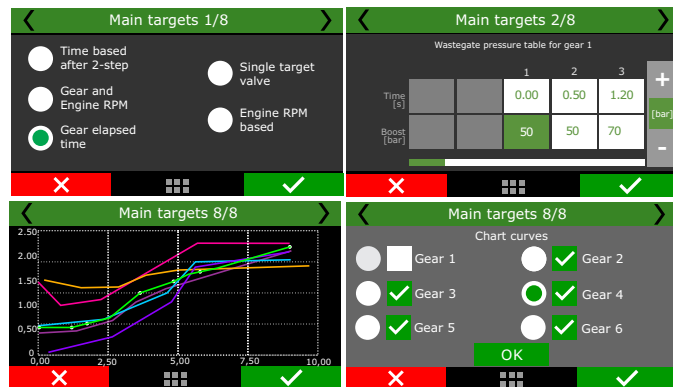 Main targets 1/8
Time based
after 2-step
Single target
valve
Gear and
Engine RPM
Engine RPM
based
Gear elapsed
time
Main targets 2/8
Wastegate pressure table for gear 1
1 2 3
Time
[s]
0.00 0.50 1.20
Boost
[bar]
50 50 70
+
[bar]
-
Main targets 8/8
2.50
2.00
1.50
1.00
0,50
0
0,00 2,50 5,00 7,50 10,00
Main targets 8/8
Chart curves
Gear 1 Gear 2
Gear 3 Gear 4
Gear 5 Gear 6
OK